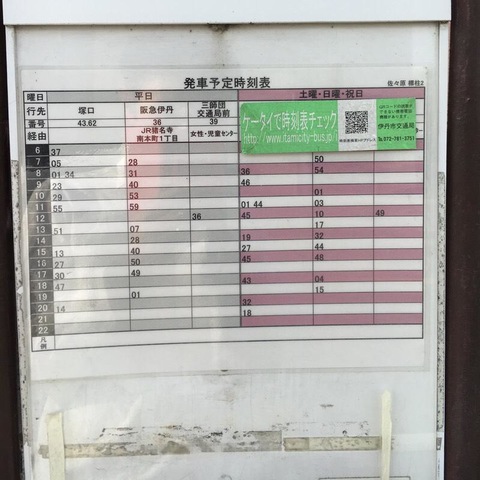 発車予定時刻表
佐々原 標柱2
曜日 平日 土曜・日曜・祝日
行先 塚口 阪急伊丹 三師団交通局前
番号 43.62 36 39
経由 JR猪名寺 南本町1丁目 女性・児童センター
ケータイで時刻表チェック
http://www.itamicity-bus.jp
伊丹市交通局
Tel.072-781-3751
6 37
7 05 28 50
8 01 34 31 36 54
9 23 40 46
10 29 53 01
11 55 59 01 44 03
12 36 45 10 49
13 51 07 17
14 28 19 32
15 13 40 27 44
16 27 50 45 48
17 30 49
18 47 43 04
19 01 15
20 14 32
21 18
22
凡例